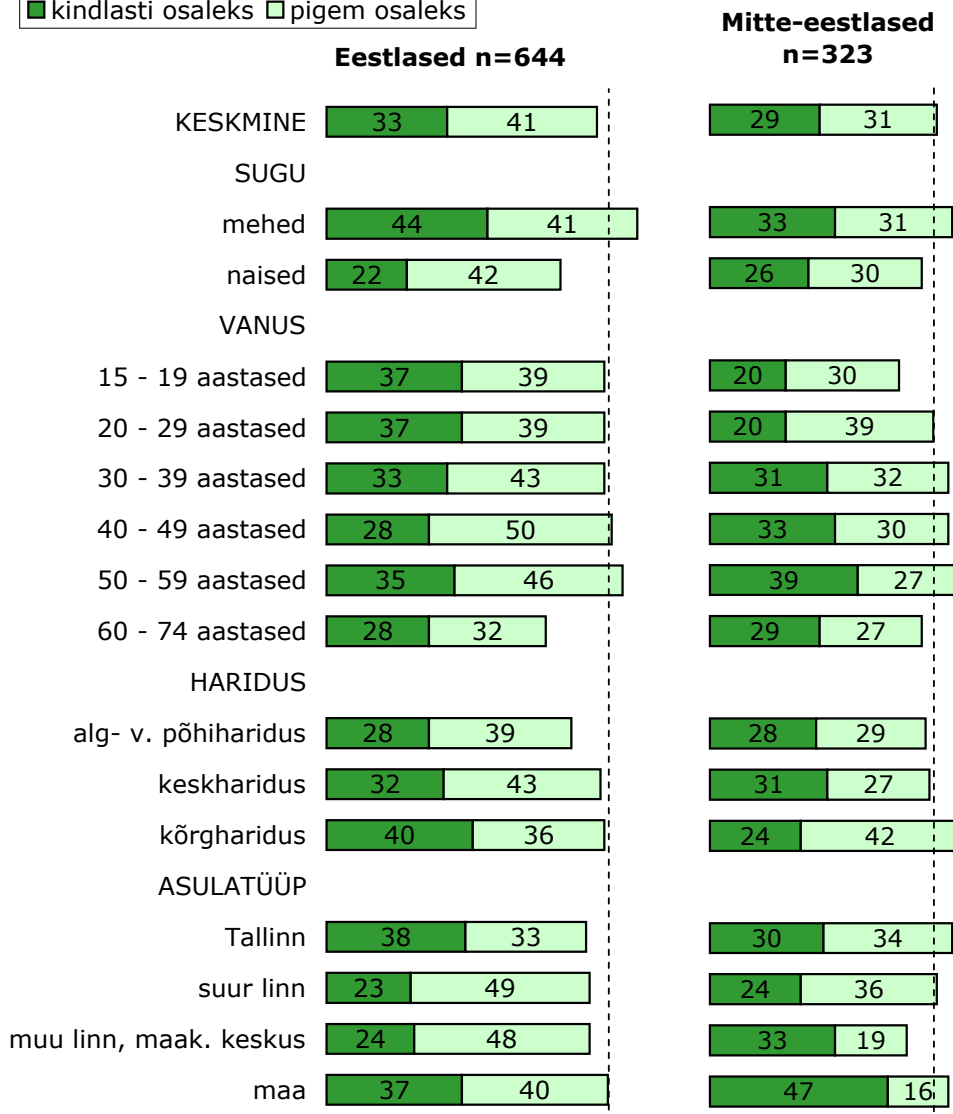 kindlasti osaleks pigem osaleks
Mitte-eestlased
n=323
Eestlased n=644
KESKMINE 33 41 29 31
SUGU
mehed 44 41 33 31
naised 22 42 26 30
VANUS
15 - 19 aastased 37 39 20 30
20 - 29 aastased 37 39 20 39
30 - 39 aastased 33 43 31 32
40 - 49 aastased 28 50 33 30
50 - 59 aastased 35 46 39 27
60 - 74 aastased 28 32 29 27
HARIDUS
alg- v. põhiharidus 28 39 28 29
keskharidus 32 43 31 27
kõrgharidus 40 36 24 42
ASULATÜÜP
Tallinn 38 33 30 34
suur linn 23 49 24 36
muu linn, maak. keskus 24 48 33 19
maa 37 40 47 16